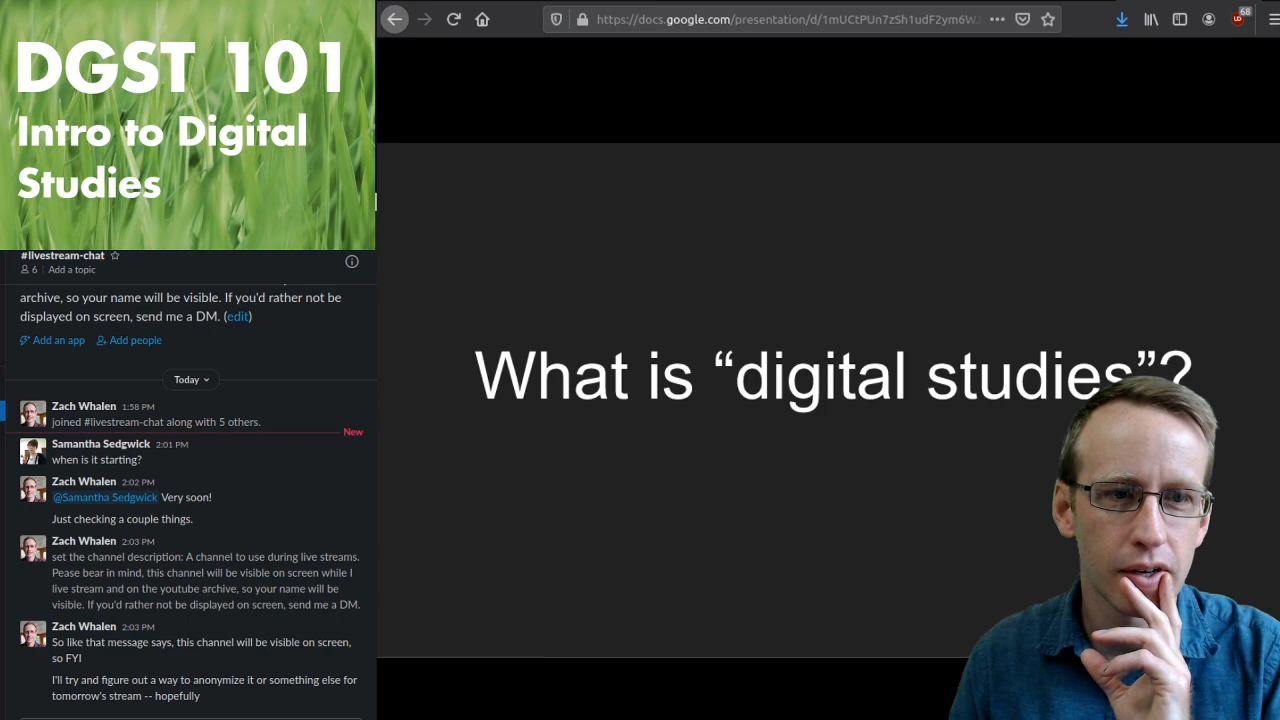 DGST 101
Intro to Digital
Studies
https://docs.google.com/presentation/d/1mUCtPUn7zSh1udF2ym6W
68
#livestream-chat
6 | Add a topic
archive, so your name will be visible. If you'd rather not be
displayed on screen, send me a DM. (edit)
Add an app Add people
Today
Zach Whalen 1:58 PM
joined #livestream-chat along with 5 others.
New
Samantha Sedgwick 2:01 PM
when is it starting?
Zach Whalen 2:02 PM
@Samantha Sedgwick Very soon!
Just checking a couple things.
Zach Whalen 2:03 PM
set the channel description: A channel to use during live streams.
Pease bear in mind, this channel will be visible on screen while I
live stream and on the youtube archive, so your name will be
visible. If you'd rather not be displayed on screen, send me a DM.
Zach Whalen 2:03 PM
So like that message says, this channel will be visible on screen,
so FYI
I'll try and figure out a way to anonymize it or something else for
tomorrow's stream -- hopefully
What is “digital studies”?